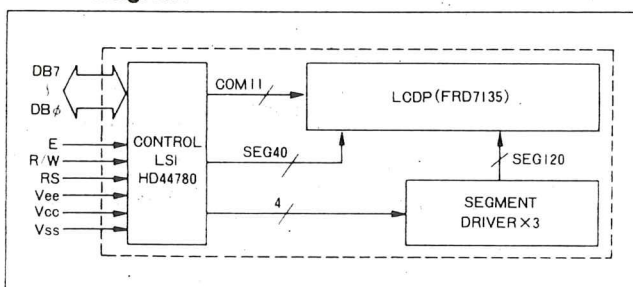 DB7
DBϕ
E
R/W
RS
Vee
Vcc
Vss
CONTROL
LSI
HD44780
COM11
SEG40
4
LCDP(FRD7135)
SEG120
SEGMENT
DRIVER×3